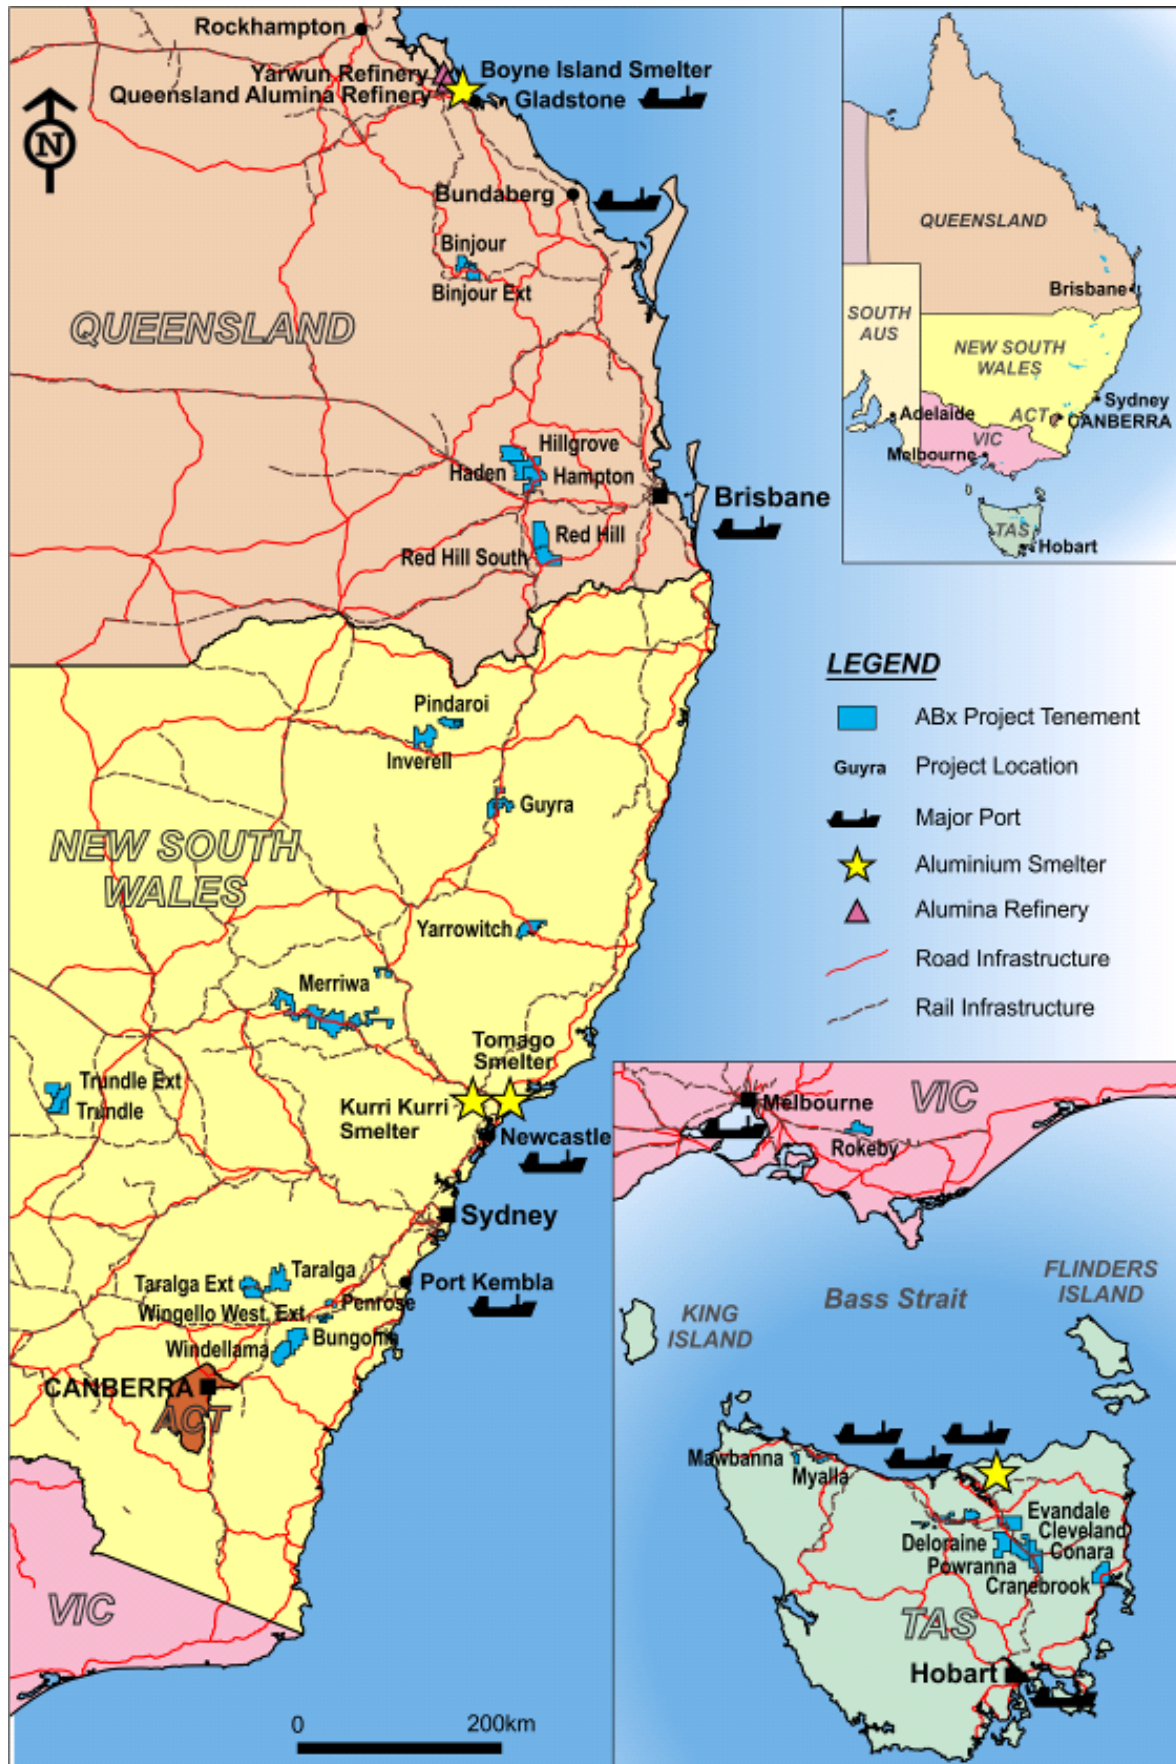 Rockhampton
Yarwun Refinery
Boyne Island Smelter
Queensland Alumina Refinery
Gladstone
N
Bundaberg
Binjour
Binjour Ext
QUEENSLAND
Hillgrove
Haden
Hampton
Brisbane
Red Hill
Red Hill South
Pindaroi
Inverell
Guyra
NEW SOUTH
WALES
Yarrowitch
Merriwa
Tomago
Smelter
Trundle Ext
Trundle
Kurri Kurri
Smelter
Newcastle
Sydney
Taralga Ext
Taralga
Port Kembla
Wingello West, Ext
Penrose
Windellama
Bungonia
CANBERRA
ACT
VIC
0
200km
QUEENSLAND
Brisbane
SOUTH
AUS
NEW SOUTH
WALES
Sydney
ACT
CANBERRA
Adelaide
VIC
Melbourne
TAS
Hobart
LEGEND
ABx Project Tenement
Guyra
Project Location
Major Port
Aluminium Smelter
Alumina Refinery
Road Infrastructure
Rail Infrastructure
VIC
Melbourne
Rokeby
Bass Strait
FLINDERS
ISLAND
KING
ISLAND
Mawbanna
Myalla
Evandale
Cleveland
Deloraine
Conara
Powranna
Cranebrook
TAS
Hobart